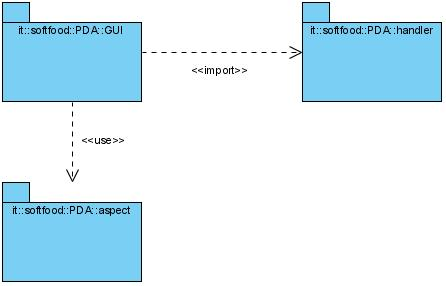 it::softfood::PDA::GUI
it::softfood::PDA::handler
<<import>>
<<use>>
it::softfood::PDA::aspect